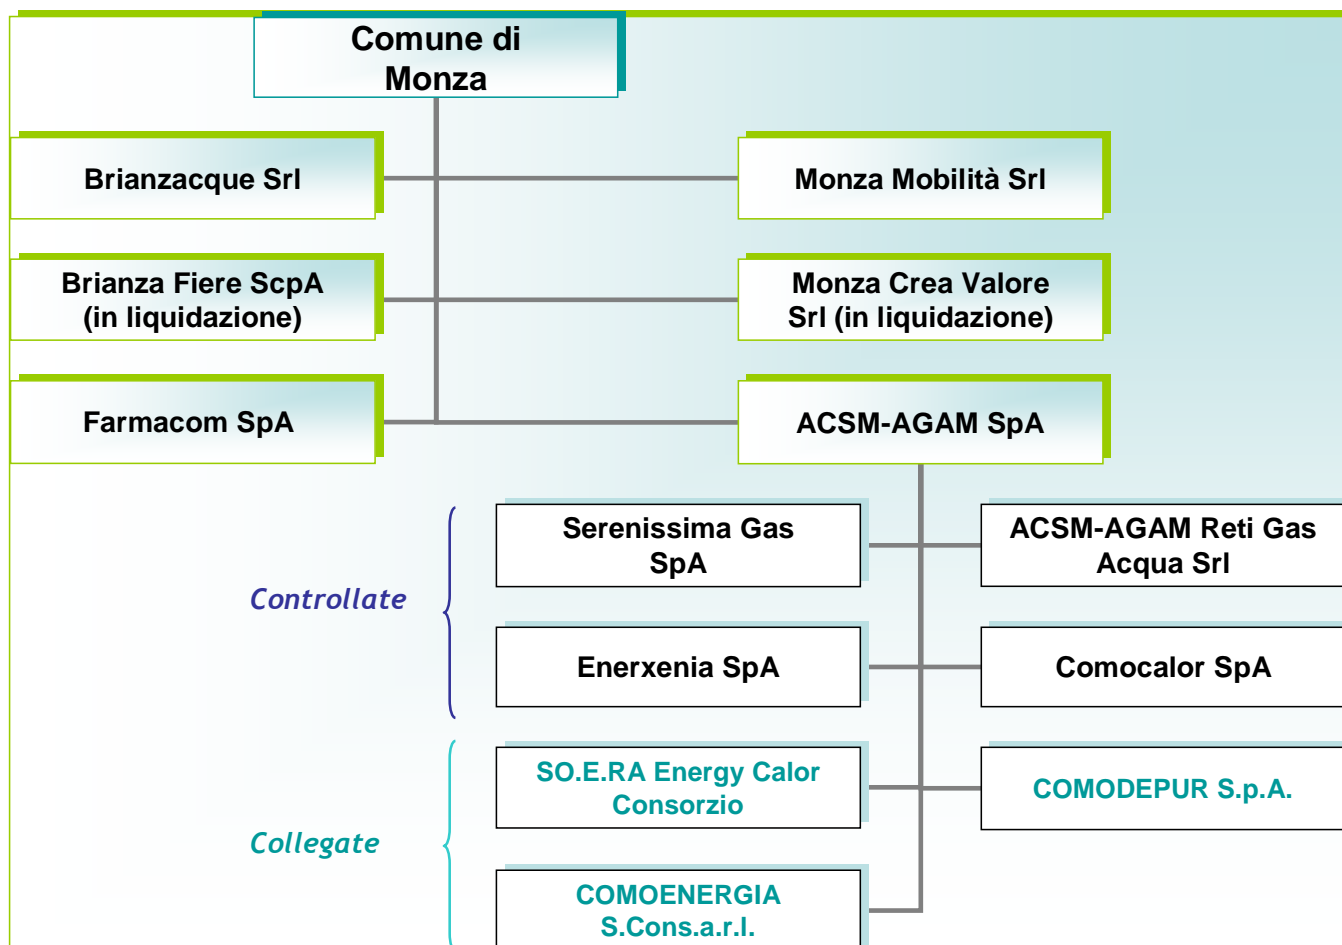 Comune di
Monza
Brianzacque Srl
Monza Mobilità Srl
Brianza Fiere ScpA
(in liquidazione)
Monza Crea Valore
Srl (in liquidazione)
Farmacom SpA
ACSM-AGAM SpA
Serenissima Gas
SpA
ACSM-AGAM Reti Gas
Acqua Srl
Controllate
Enerxenia SpA
Comocalor SpA
SO.E.RA Energy Calor
Consorzio
COMODEPUR S.p.A.
Collegate
COMOENERGIA
S.Cons.a.r.l.